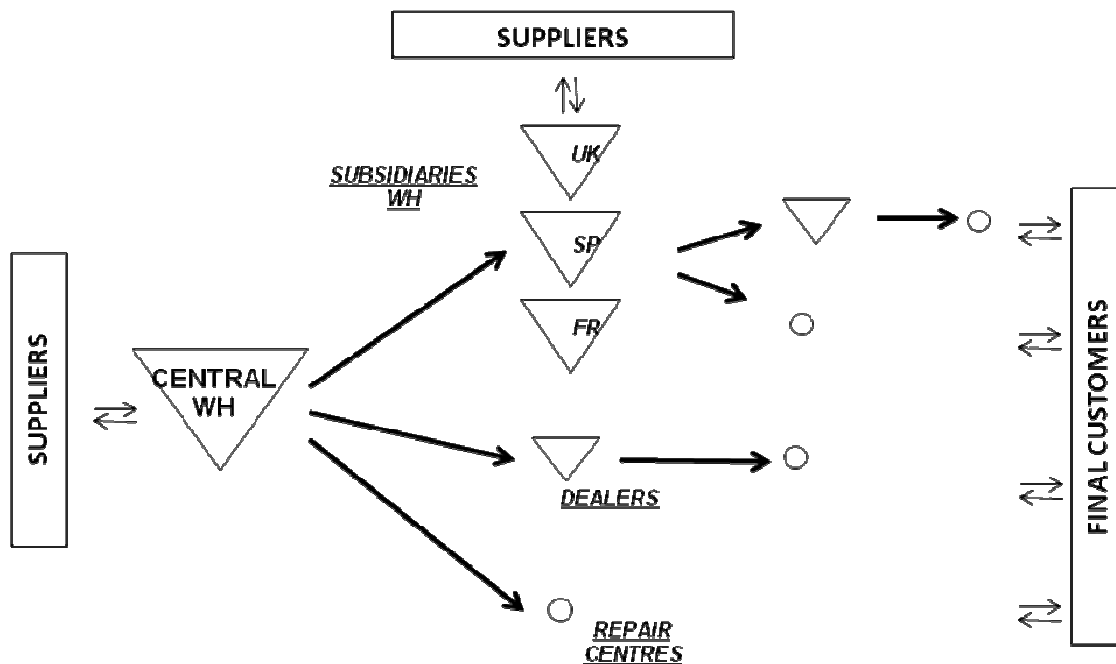 SUPPLIERS
UK
SUBSIDIARIES
WH
SP
FR
SUPPLIERS
CENTRAL
WH
DEALERS
REPAIR
CENTRES
FINAL CUSTOMERS